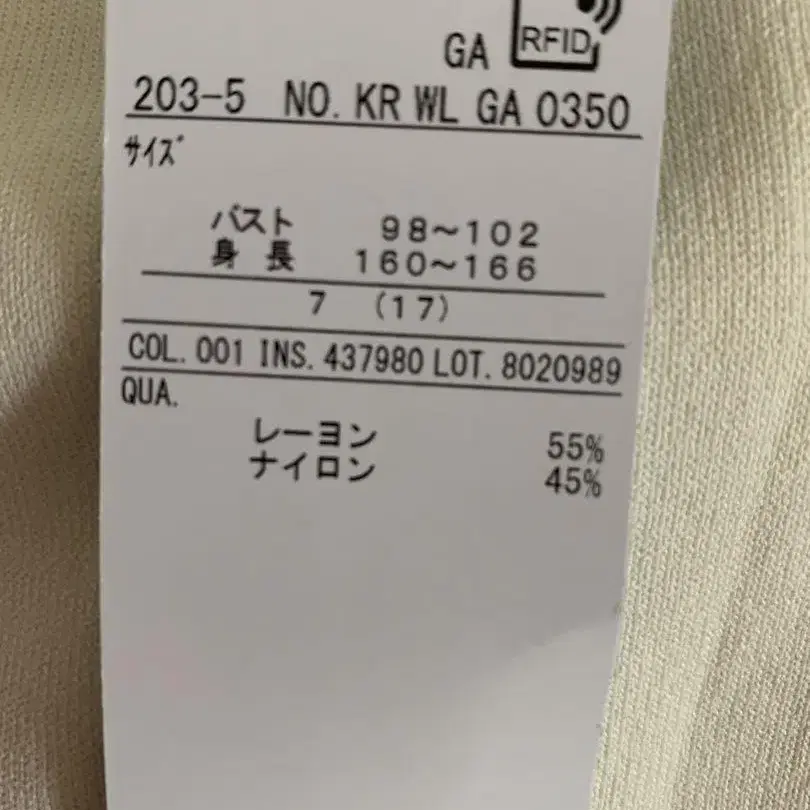 RFID
GA
203-5 NO. KR WL GA 0350
サイズ
バスト 98~102
身長 160~166
7 (17)
COL. 001 INS. 437980 LOT. 8020989
QUA.
レーヨン 55%
ナイロン 45%